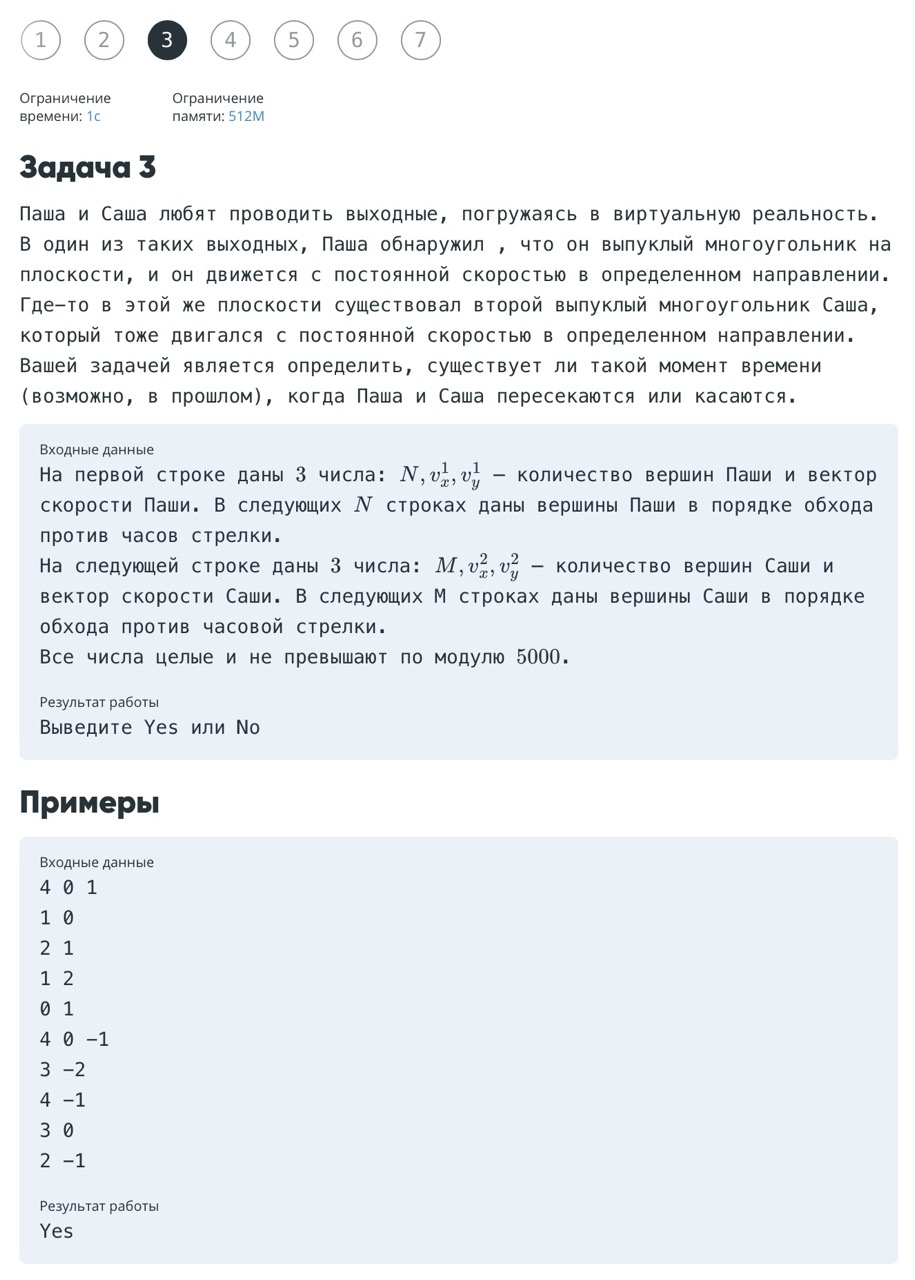 1 2 3 4 5 6 7
Ограничение времени: 1с
Ограничение памяти: 512M
Задача 3
Паша и Саша любят проводить выходные, погружаясь в виртуальную реальность.
В один из таких выходных, Паша обнаружил , что он выпуклый многоугольник на
плоскости, и он движется с постоянной скоростью в определенном направлении.
Где-то в этой же плоскости существовал второй выпуклый многоугольник Саша,
который тоже двигался с постоянной скоростью в определенном направлении.
Вашей задачей является определить, существует ли такой момент времени
(возможно, в прошлом), когда Паша и Саша пересекаются или касаются.
Входные данные
На первой строке даны 3 числа: $N, v_x^1, v_y^1$ — количество вершин Паши и вектор
скорости Паши. В следующих $N$ строках даны вершины Паши в порядке обхода
против часов стрелки.
На следующей строке даны 3 числа: $M, v_x^2, v_y^2$ — количество вершин Саши и
вектор скорости Саши. В следующих M строках даны вершины Саши в порядке
обхода против часовой стрелки.
Все числа целые и не превышают по модулю 5000.
Результат работы
Выведите Yes или No
Примеры
Входные данные
4 0 1
1 0
2 1
1 2
0 1
4 0 −1
3 −2
4 −1
3 0
2 −1
Результат работы
Yes